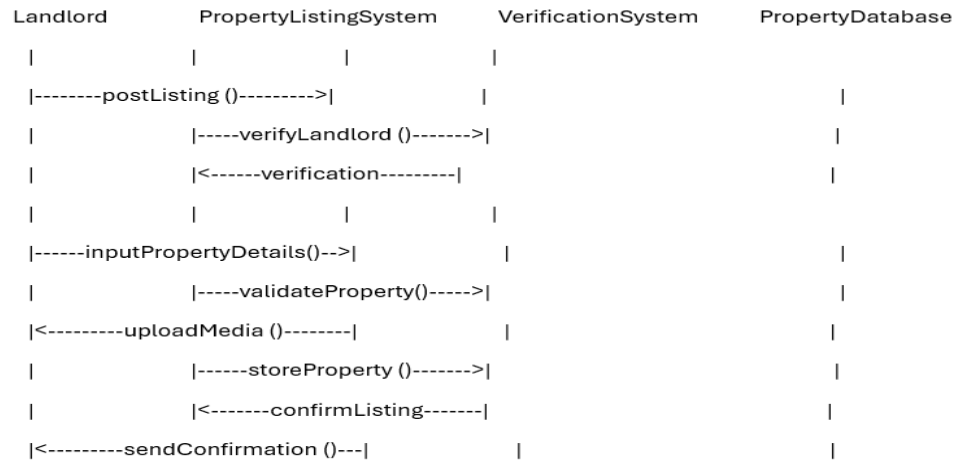 Landlord PropertyListingSystem VerificationSystem PropertyDatabase
| | | |
|--------postListing ()--------->| | |
| |-----verifyLandlord ()------->| |
| |<------verification---------| |
| | | |
|------inputPropertyDetails()-->| | |
| |-----validateProperty()----->| |
|<---------uploadMedia ()--------| | |
| |------storeProperty ()------->| |
| |<-------confirmListing-------| |
|<---------sendConfirmation ()---| | |